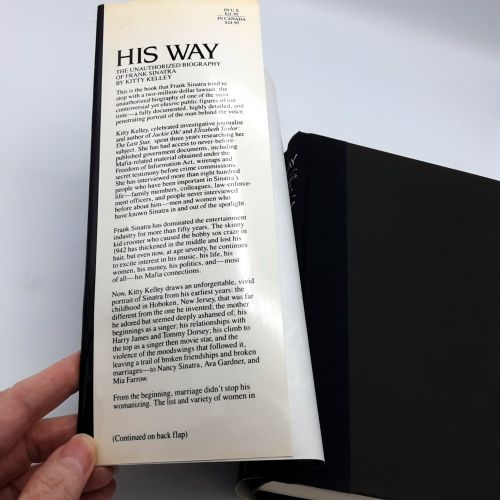 IN U.S.
$21.95
IN CANADA
$24.95
HIS WAY
THE UNAUTHORIZED BIOGRAPHY
OF FRANK SINATRA
BY KITTY KELLEY
This is the book that Frank Sinatra tried to
stop with a two-million-dollar lawsuit: the
unauthorized biography of one of the most
controversial yet elusive public figures of our
time—a fully documented, highly detailed, and
penetrating portrait of the man behind the voice.
Kitty Kelley, celebrated investigative journalist
and author of Jackie Oh! and Elizabeth Taylor:
The Last Star, spent three years researching her
subject. She has had access to never-before-
published government documents, including
Mafia-related material obtained under the
Freedom of Information Act, wiretaps and
secret testimony before crime commissions.
She has interviewed more than eight hundred
people who have been important in Sinatra's
life—family members, colleagues, law-enforce-
ment officers, and people never interviewed
before about him—men and women who
have known Sinatra in and out of the spotlight.
Frank Sinatra has dominated the entertainment
industry for more than fifty years. The skinny
kid crooner who caused the bobby sox craze in
1942 has thickened in the middle and lost his
hair, but even now, at age seventy, he continues
to excite interest in his music, his life, his
women, his money, his politics, and—most
of all—his Mafia connections.
Now, Kitty Kelley draws an unforgettable, vivid
portrait of Sinatra from his earliest years: the
childhood in Hoboken, New Jersey, that was far
different from the one he invented; the mother
he adored but seemed deeply ashamed of; his
beginnings as a singer; his relationships with
Harry James and Tommy Dorsey; his climb to
the top as a singer then movie star, and the
violence of the moodswings that followed it,
leaving a trail of broken friendships and broken
marriages—to Nancy Sinatra, Ava Gardner, and
Mia Farrow.
From the beginning, marriage didn't stop his
womanizing. The list and variety of women in
(Continued on back flap)